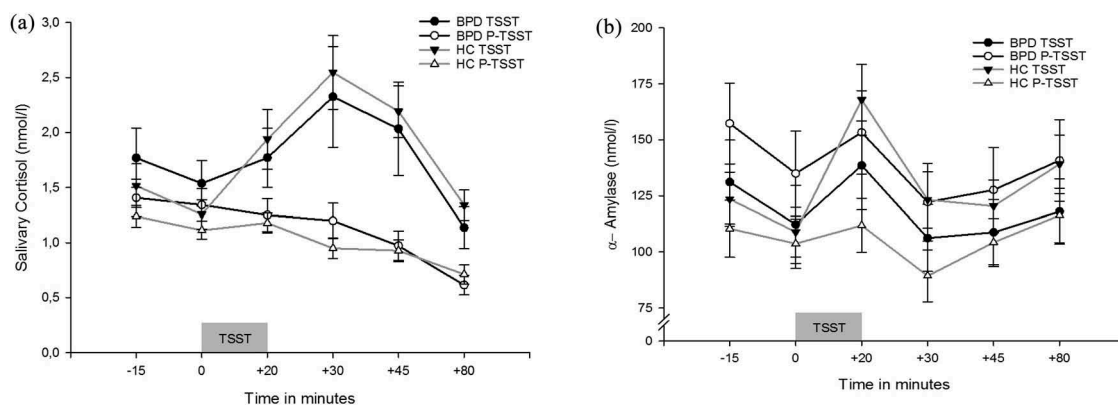 (a)
Salivary Cortisol (nmol/l)
3,0
2,5
2,0
1,5
1,0
0,5
0,0
BPD TSST
BPD P-TSST
HC TSST
HC P-TSST
TSST
-15 0 +20 +30 +45 +80
Time in minutes
(b)
α– Amylase (nmol/l)
200
175
150
125
100
75
0
BPD TSST
BPD P-TSST
HC TSST
HC P-TSST
TSST
-15 0 +20 +30 +45 +80
Time in minutes